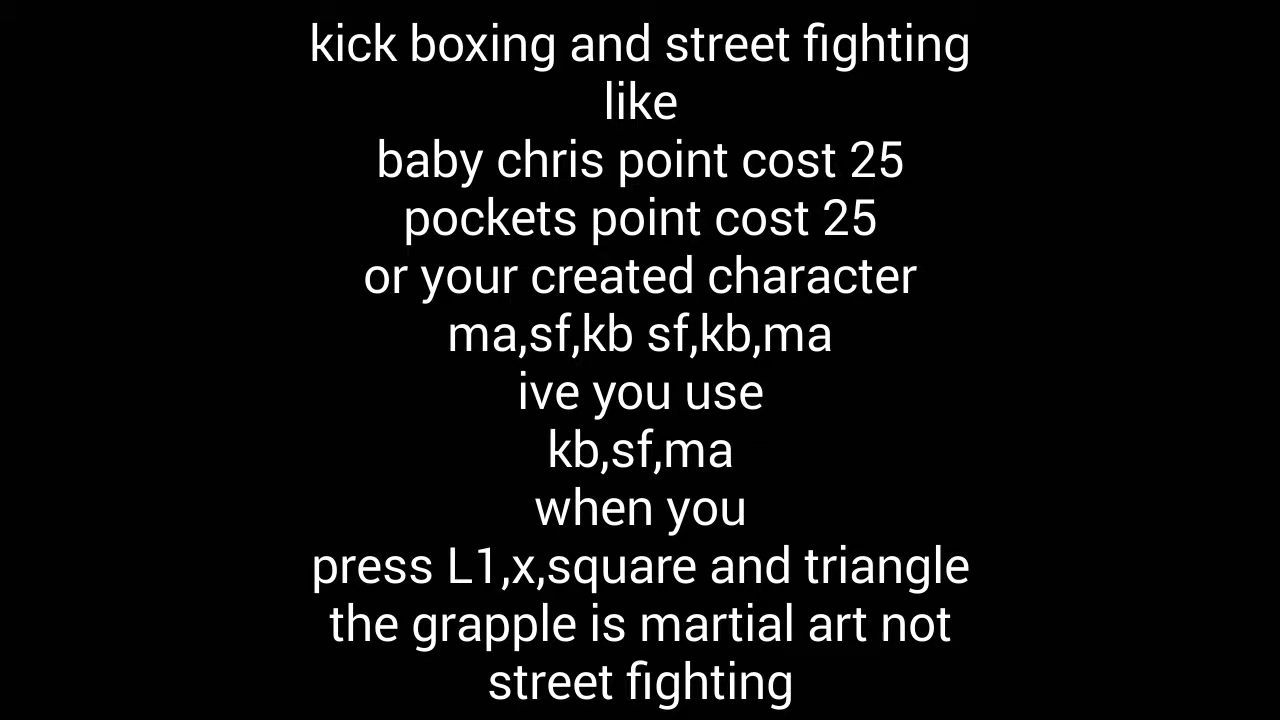 kick boxing and street fighting
like
baby chris point cost 25
pockets point cost 25
or your created character
ma,sf,kb sf,kb,ma
ive you use
kb,sf,ma
when you
press L1,x,square and triangle
the grapple is martial art not
street fighting